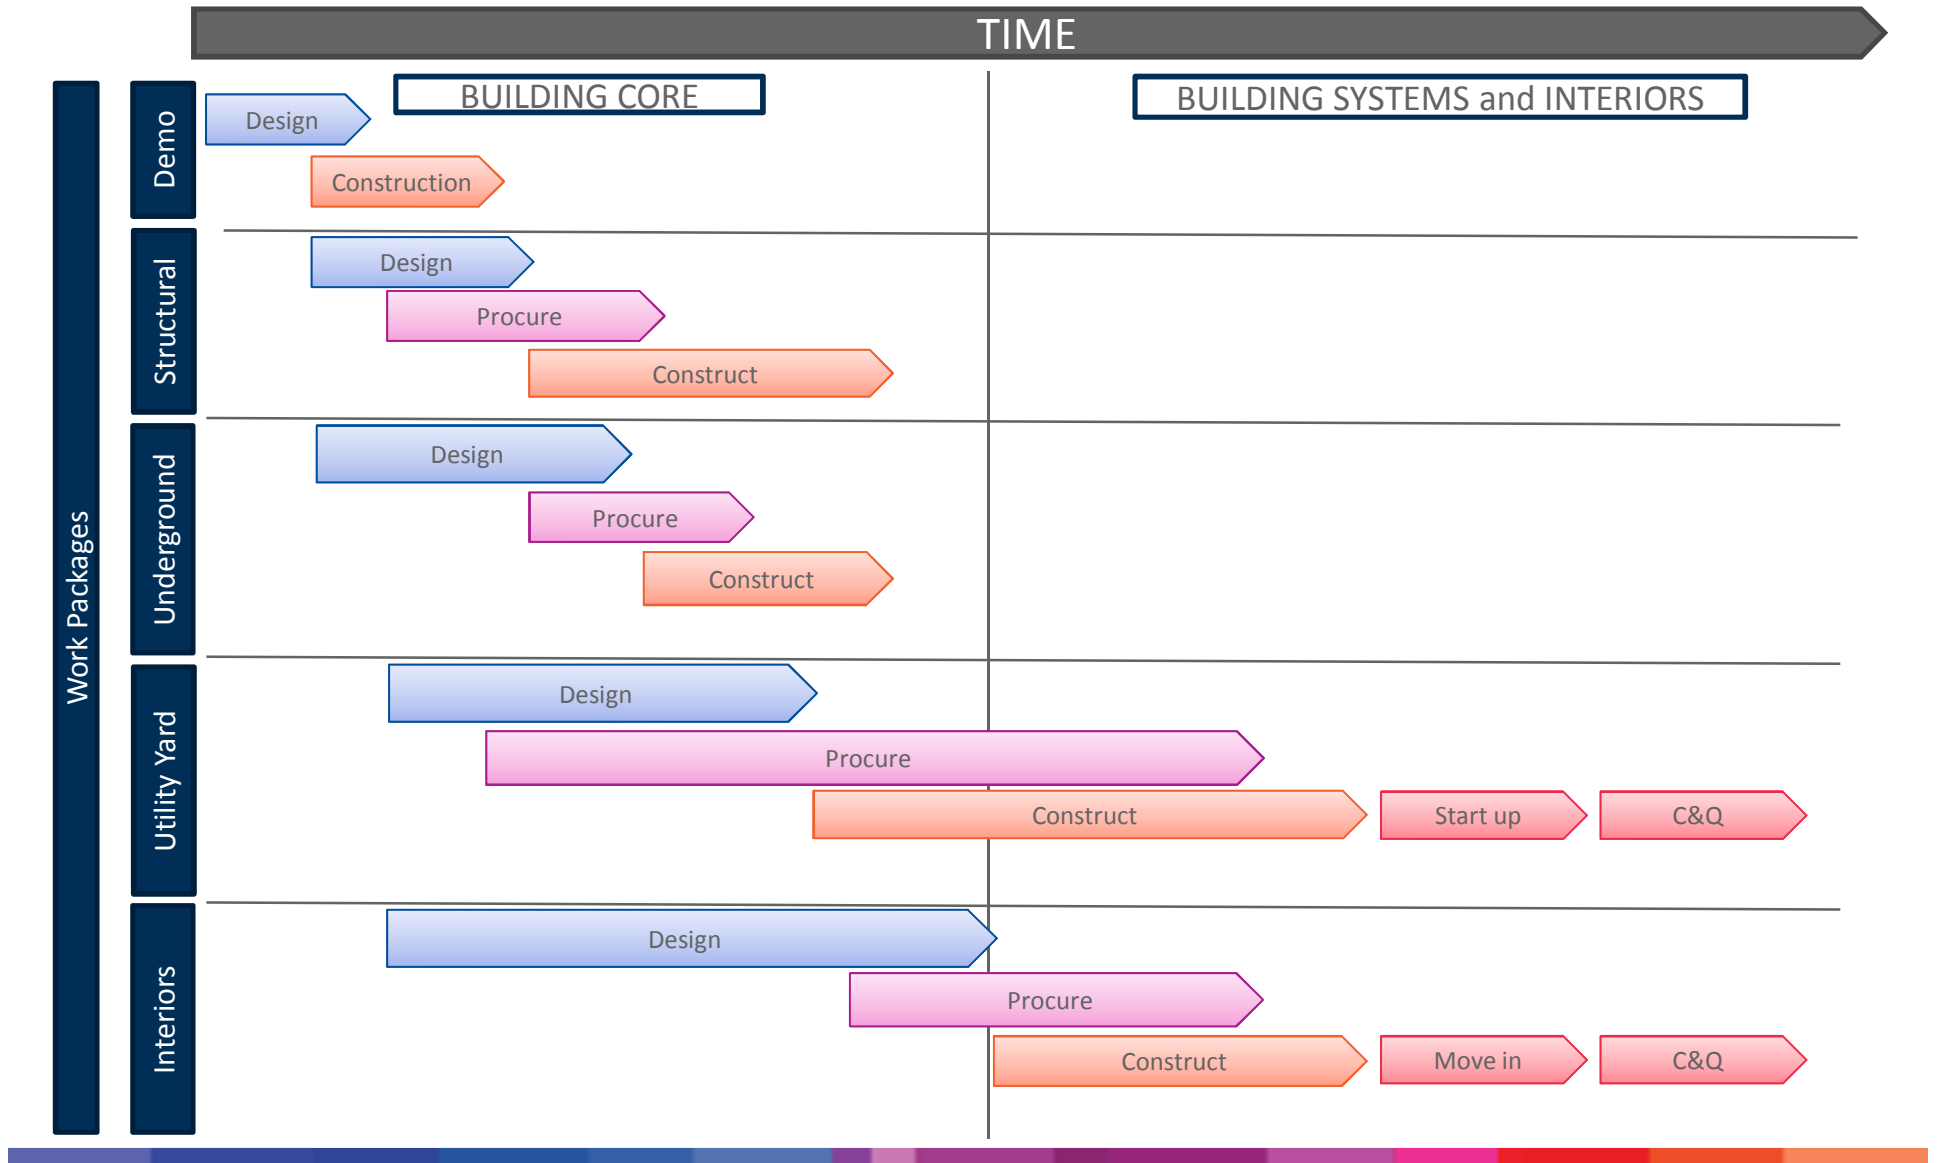 TIME
BUILDING CORE
BUILDING SYSTEMS and INTERIORS
Work Packages
Demo
Design
Construction
Structural
Design
Procure
Construct
Underground
Design
Procure
Construct
Utility Yard
Design
Procure
Construct
Start up
C&Q
Interiors
Design
Procure
Construct
Move in
C&Q